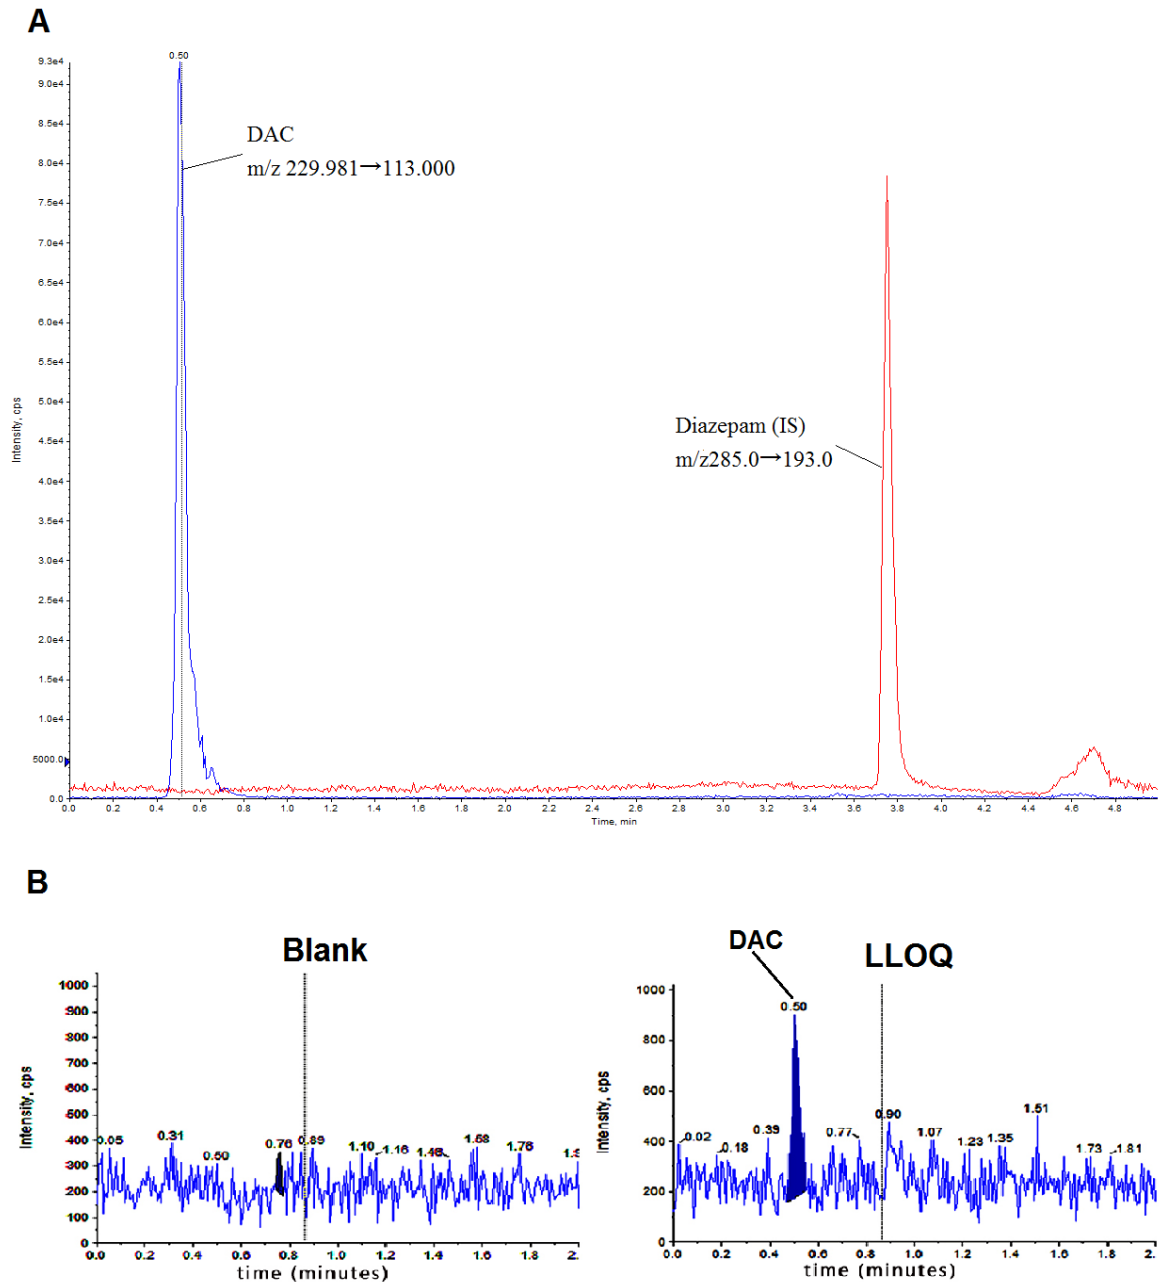 A
0.50
9.3e4
9.0e4
8.5e4
8.0e4
7.5e4
7.0e4
6.5e4
6.0e4
5.5e4
5.0e4
4.5e4
4.0e4
3.5e4
3.0e4
2.5e4
2.0e4
1.5e4
1.0e4
5000.0
0.0
Intensity, cps
DAC
m/z 229.981→113.000
Diazepam (IS)
m/z285.0→193.0
0.0 0.2 0.4 0.6 0.8 1.0 1.2 1.4 1.6 1.8 2.0 2.2 2.4 2.6 2.8 3.0 3.2 3.4 3.6 3.8 4.0 4.2 4.4 4.6 4.8
Time, min
B
Blank
1000
900
800
700
600
500
400
300
200
100
0
Intensity, cps
0.05 0.31 0.60 0.76 0.89 1.10 1.16 1.58 1.76
0.0 0.2 0.4 0.6 0.8 1.0 1.2 1.4 1.6 1.8 2.
time (minutes)
DAC
LLOQ
1000
800
600
400
200
0
Intensity, cps
0.02 0.18 0.39 0.50 0.77 0.90 1.07 1.23 1.35 1.51 1.73 1.81
0.0 0.2 0.4 0.6 0.8 1.0 1.2 1.4 1.6 1.8 2.
time (minutes)